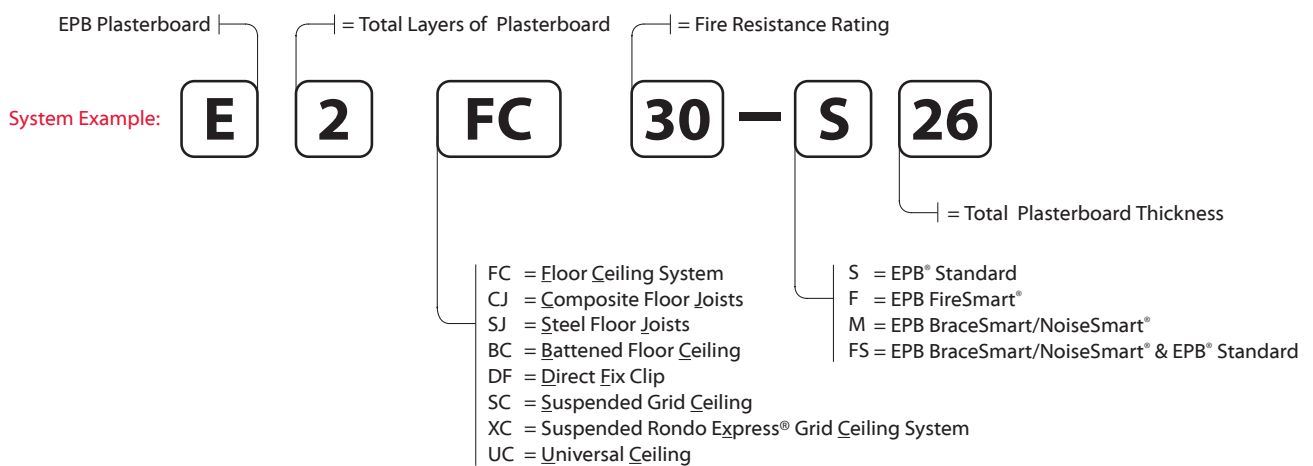 EPB Plasterboard
= Total Layers of Plasterboard
= Fire Resistance Rating
System Example: E 2 FC 30 – S 26
= Total Plasterboard Thickness
FC = Floor Ceiling System
CJ = Composite Floor Joists
SJ = Steel Floor Joists
BC = Battened Floor Ceiling
DF = Direct Fix Clip
SC = Suspended Grid Ceiling
XC = Suspended Rondo Express® Grid Ceiling System
UC = Universal Ceiling
S = EPB® Standard
F = EPB FireSmart®
M = EPB BraceSmart/NoiseSmart®
FS = EPB BraceSmart/NoiseSmart® & EPB® Standard